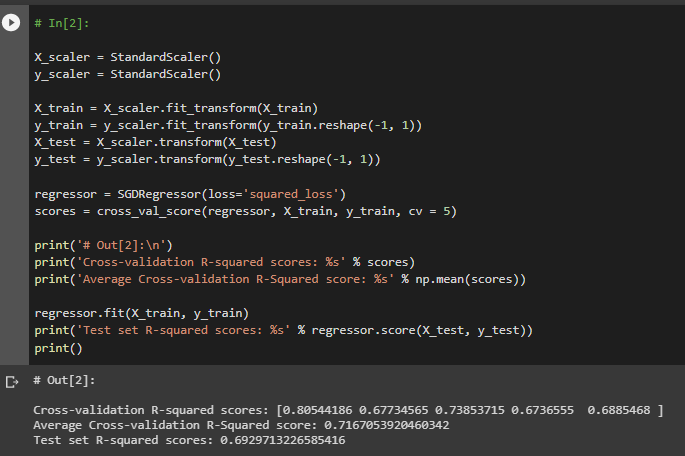 # In[2]:
X_scaler = StandardScaler()
y_scaler = StandardScaler()
X_train = X_scaler.fit_transform(X_train)
y_train = y_scaler.fit_transform(y_train.reshape(-1, 1))
X_test = X_scaler.transform(X_test)
y_test = y_scaler.transform(y_test.reshape(-1, 1))
regressor = SGDRegressor(loss='squared_loss')
scores = cross_val_score(regressor, X_train, y_train, cv = 5)
print('# Out[2]:\n')
print('Cross-validation R-squared scores: %s' % scores)
print('Average Cross-validation R-Squared score: %s' % np.mean(scores))
regressor.fit(X_train, y_train)
print('Test set R-squared scores: %s' % regressor.score(X_test, y_test))
print()
# Out[2]:
Cross-validation R-squared scores: [0.80544186 0.67734565 0.73853715 0.6736555  0.6885468 ]
Average Cross-validation R-Squared score: 0.7167053920460342
Test set R-squared scores: 0.6929713226585416